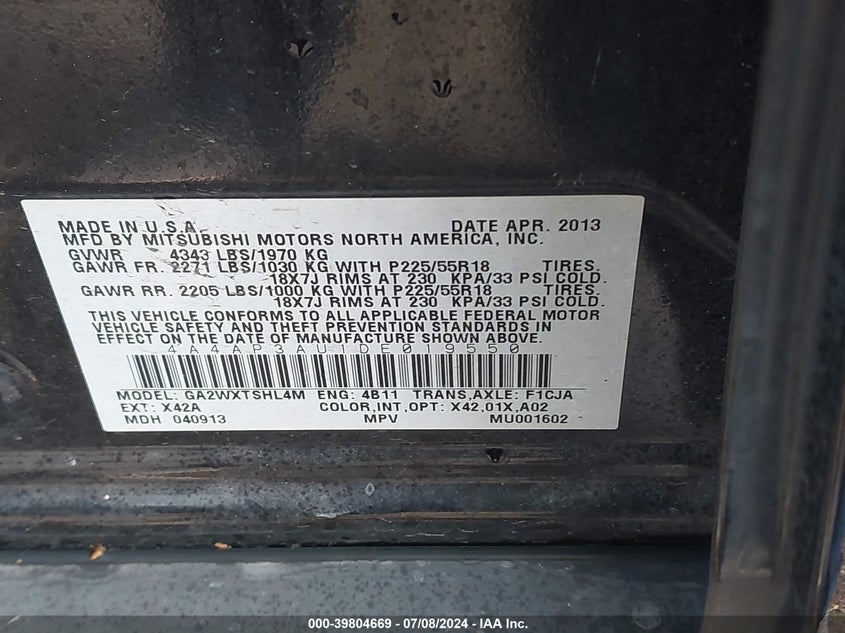 MADE IN U.S.A. DATE APR. 2013
MFD BY MITSUBISHI MOTORS NORTH AMERICA, INC.
GVWR 4343 LBS/1970 KG
GAWR FR. 2271 LBS/1030 KG WITH P225/55R18 TIRES,
18X7J RIMS AT 230 KPA/33 PSI COLD.
GAWR RR. 2205 LBS/1000 KG WITH P225/55R18 TIRES,
18X7J RIMS AT 230 KPA/33 PSI COLD.
THIS VEHICLE CONFORMS TO ALL APPLICABLE FEDERAL MOTOR
VEHICLE SAFETY AND THEFT PREVENTION STANDARDS IN
EFFECT ON THE DATE OF MANUFACTURE SHOWN ABOVE.
4A4AP3AU1DE019550
MODEL: GA2WXTSHL4M ENG: 4B11 TRANS,AXLE: F1CJA
EXT: X42A COLOR,INT,OPT: X42,01X,A02
MDH 040913 MPV MU001602
000-39804669 - 07/08/2024 - IAA Inc.